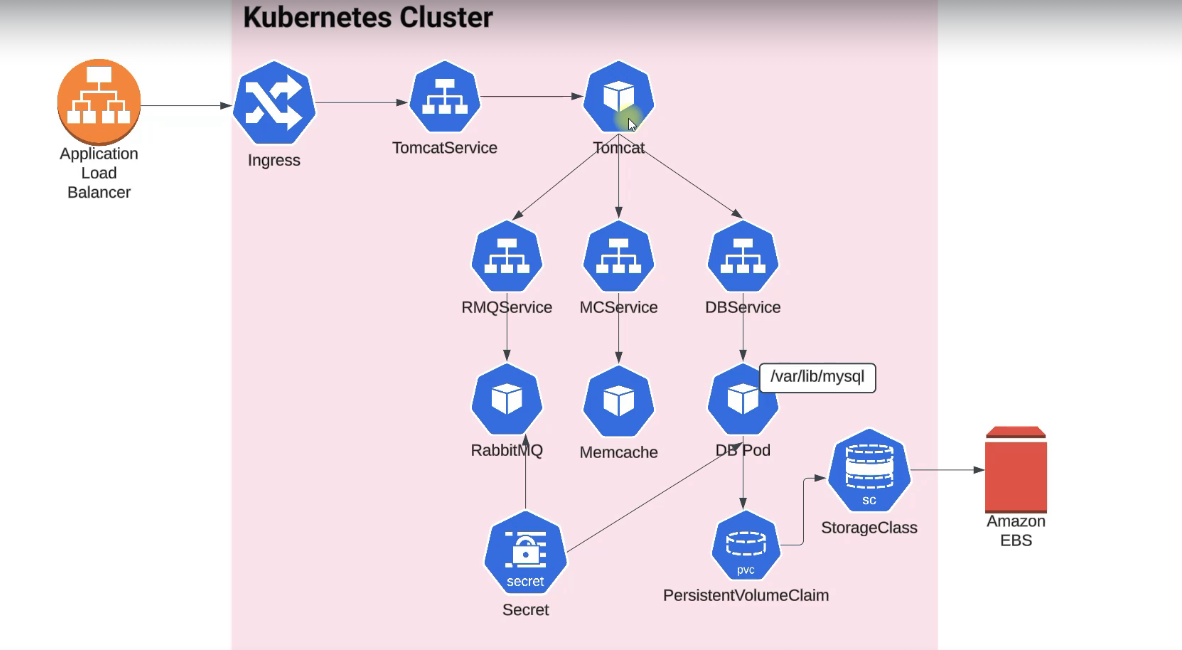 Kubernetes Cluster
Application
Load
Balancer
Ingress
TomcatService
Tomcat
RMQService
MCService
DBService
/var/lib/mysql
RabbitMQ
Memcache
DB Pod
sc
StorageClass
Amazon
EBS
secret
Secret
pvc
PersistentVolumeClaim